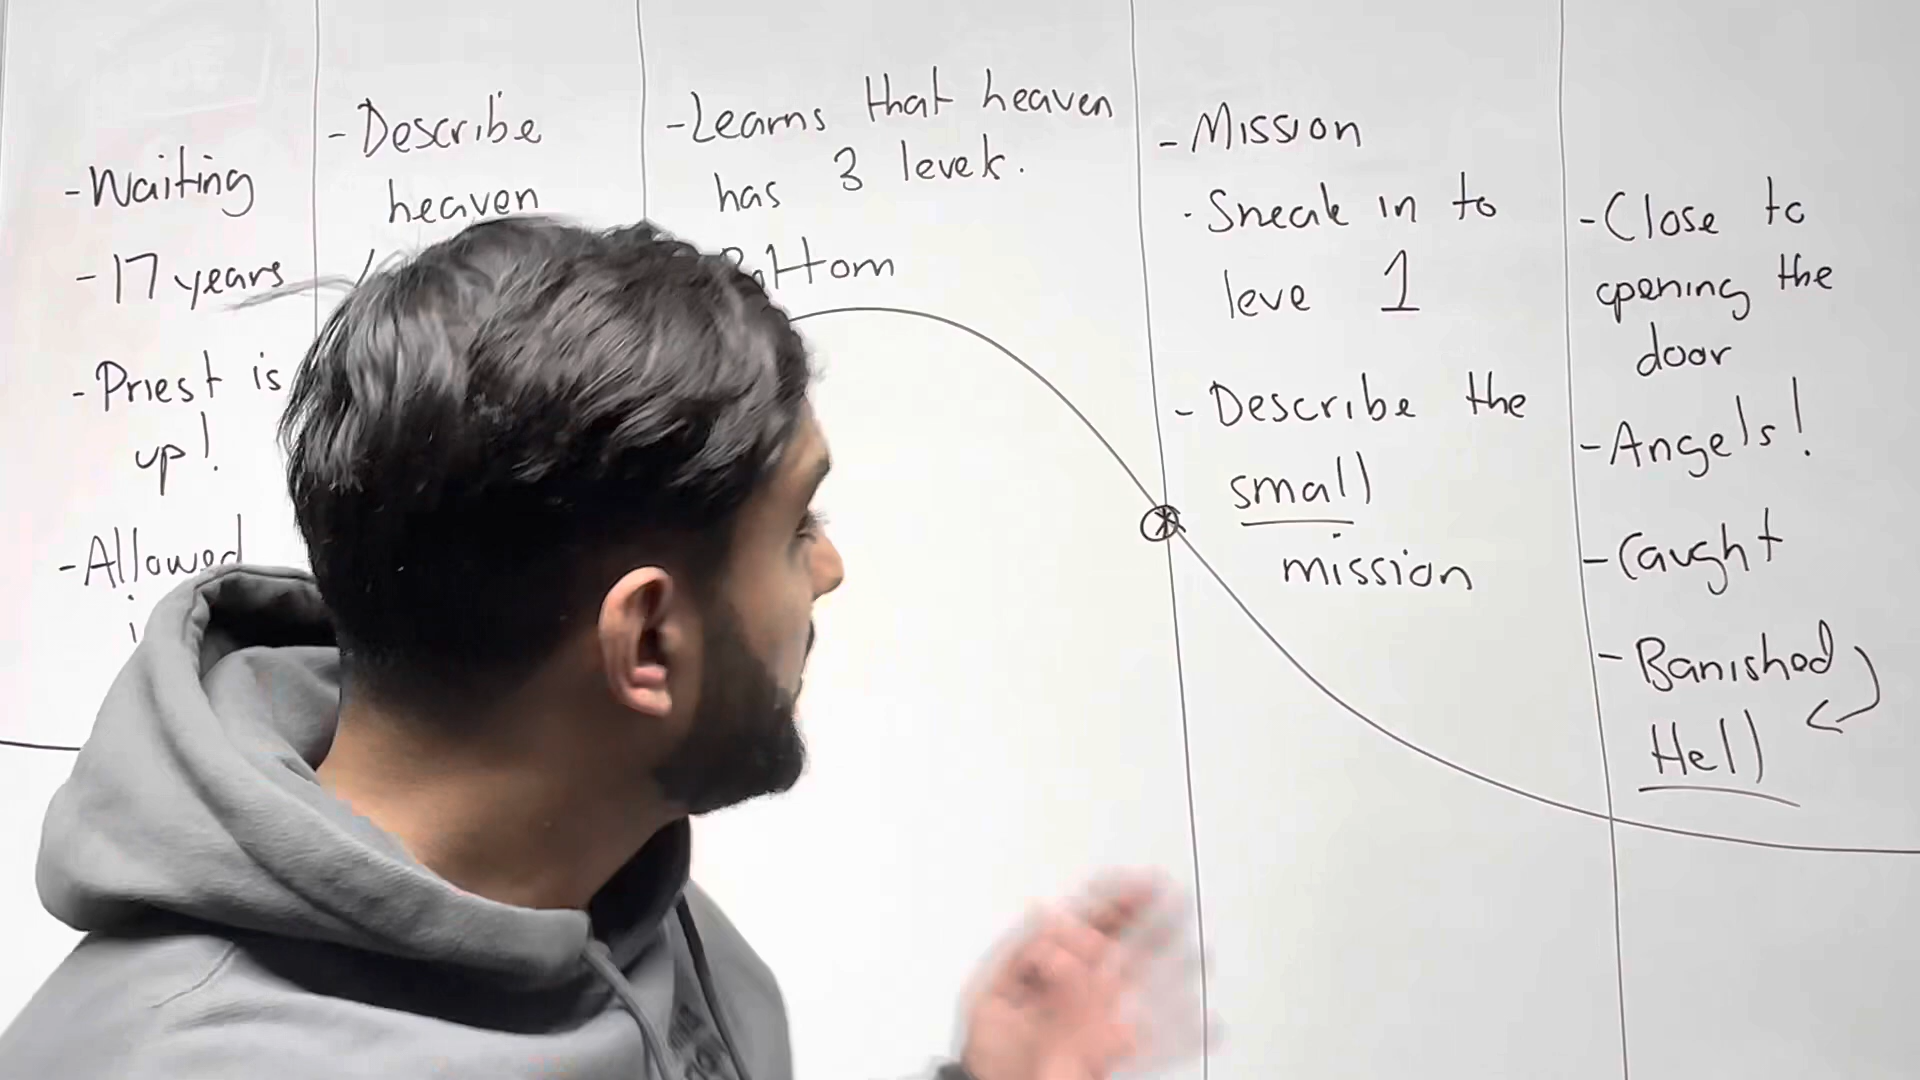 -Waiting
-17 years
-Priest is
up!
-Allowed
-Describe
heaven
-Learns that heaven
has 3 levels.
Bottom
-Mission
·Sneak in to
leve 1
-Describe the
small
mission
-Close to
opening the
door
-Angels!
-Caught
-Banished
Hell